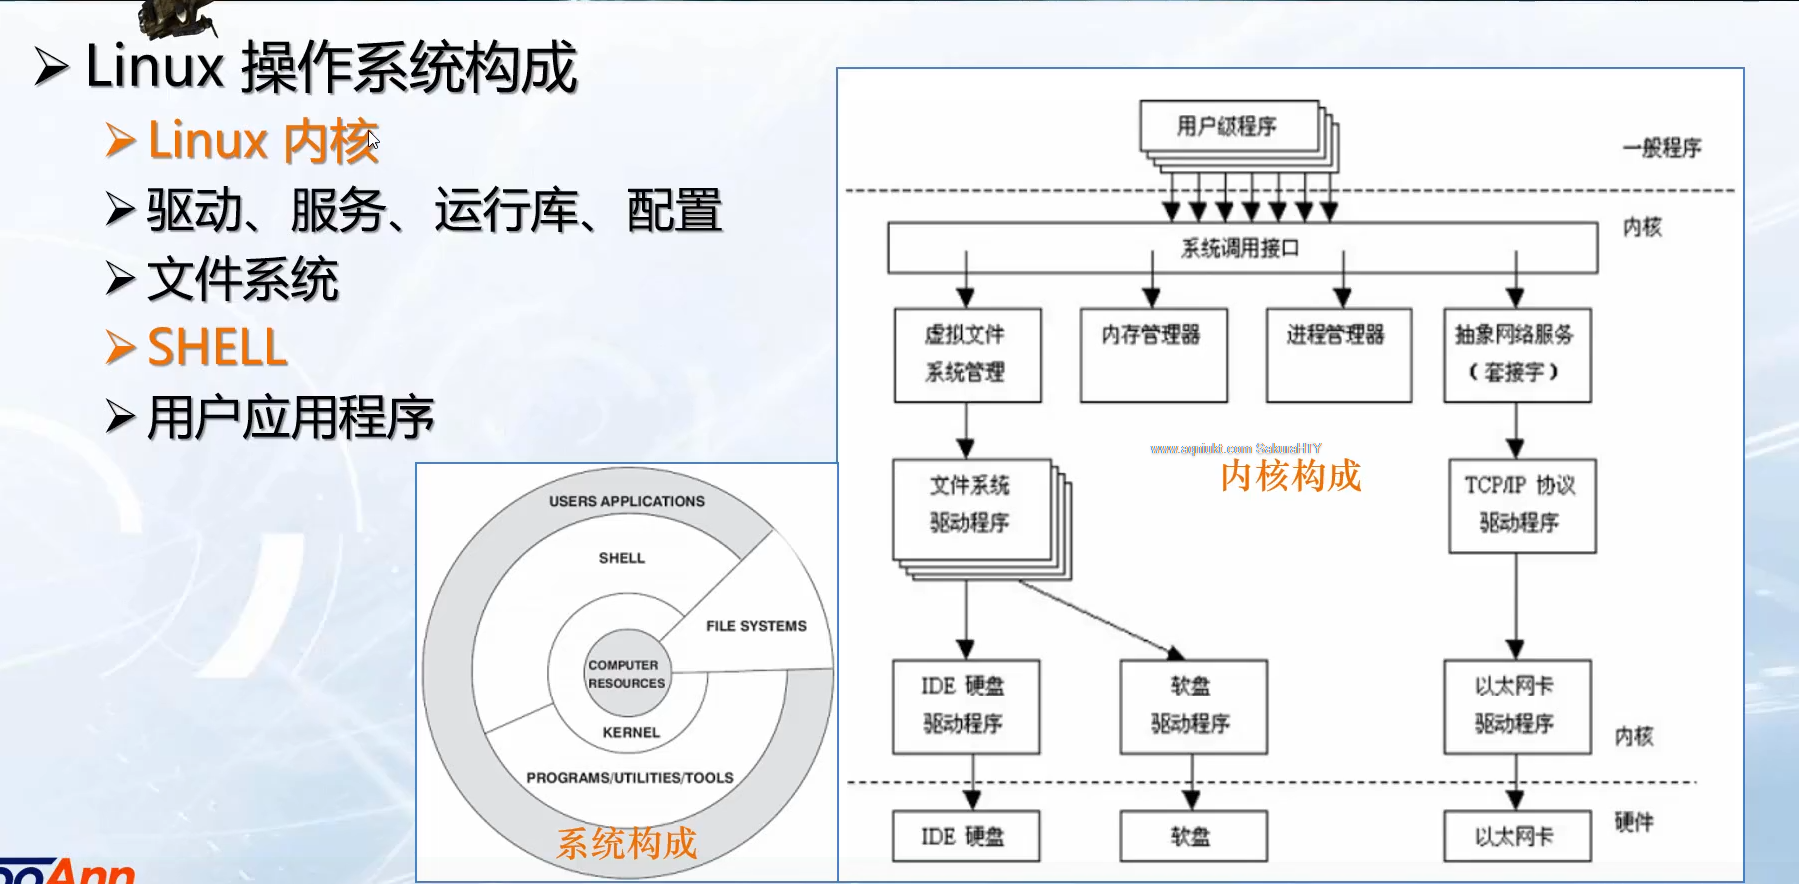 Linux 操作系统构成
Linux 内核
驱动、服务、运行库、配置
文件系统
SHELL
用户应用程序
USERS APPLICATIONS
SHELL
FILE SYSTEMS
COMPUTER
RESOURCES
KERNEL
PROGRAMS/UTILITIES/TOOLS
系统构成
用户级程序
一般程序
内核
系统调用接口
虚拟文件
系统管理
内存管理器
进程管理器
抽象网络服务
（套接字）
www.aqniukt.com SakuraHTY
内核构成
文件系统
驱动程序
TCP/IP 协议
驱动程序
IDE 硬盘
驱动程序
软盘
驱动程序
以太网卡
驱动程序
内核
IDE 硬盘
软盘
以太网卡
硬件